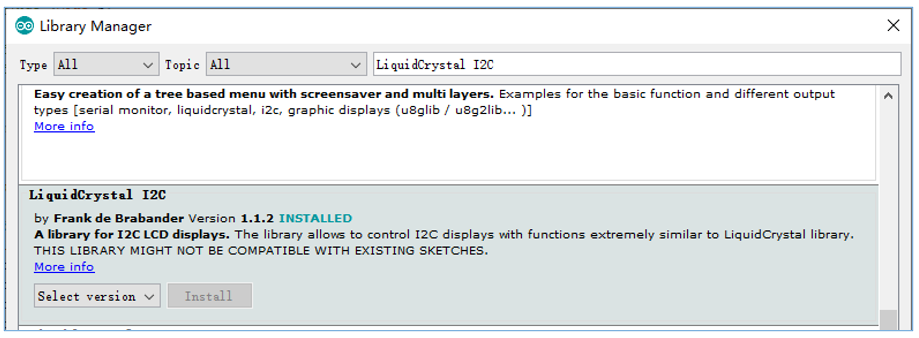 Library Manager
Type All Topic All LiquidCrystal I2C
Easy creation of a tree based menu with screensaver and multi layers. Examples for the basic function and different output
types [serial monitor, liquidcrystal, i2c, graphic displays (u8glib / u8g2lib... )]
More info
LiquidCrystal I2C
by Frank de Brabander Version 1.1.2 INSTALLED
A library for I2C LCD displays. The library allows to control I2C displays with functions extremely similar to LiquidCrystal library.
THIS LIBRARY MIGHT NOT BE COMPATIBLE WITH EXISTING SKETCHES.
More info
Select version Install